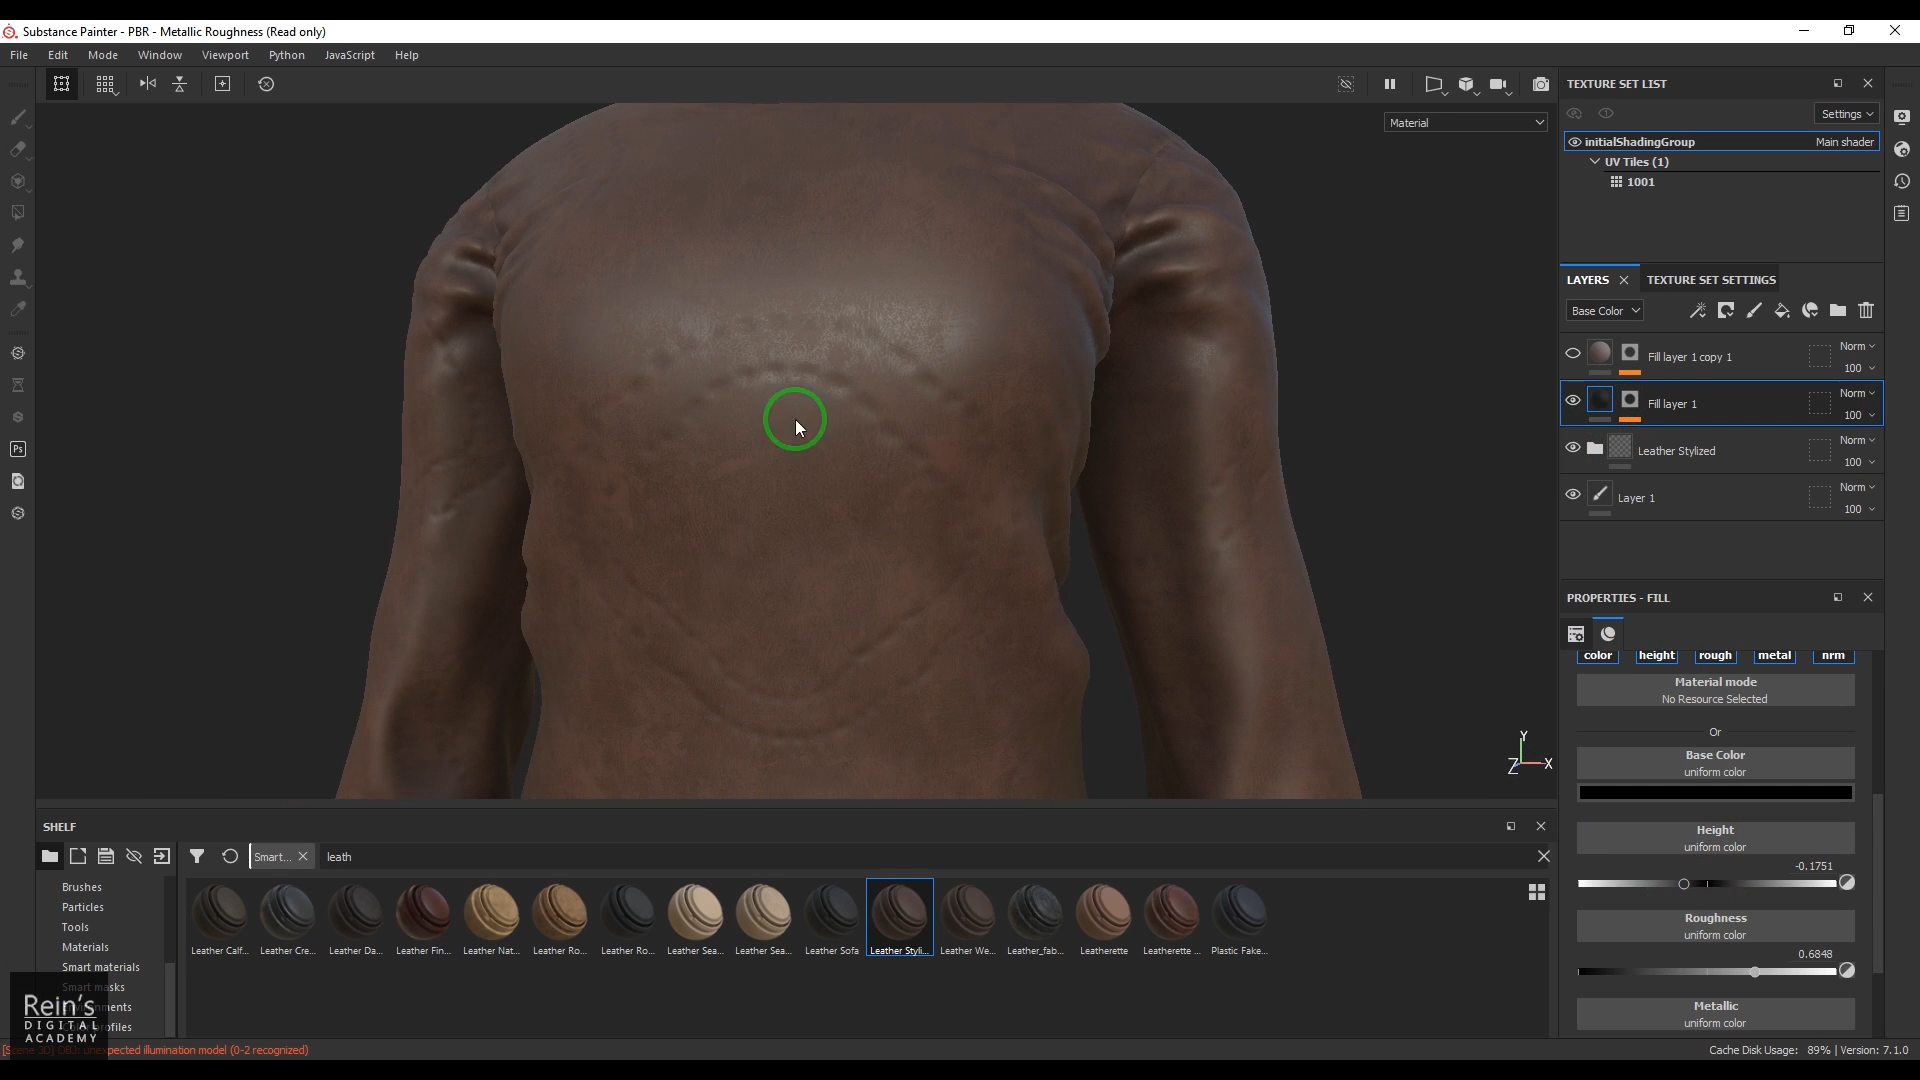 Substance Painter - PBR - Metallic Roughness (Read only)
File Edit Mode Window Viewport Python JavaScript Help
Material
TEXTURE SET LIST
Settings
initialShadingGroup Main shader
UV Tiles (1)
1001
LAYERS TEXTURE SET SETTINGS
Base Color
Fill layer 1 copy 1 Norm
100
Fill layer 1 Norm
100
Leather Stylized Norm
100
Ps
Layer 1 Norm
100
PROPERTIES - FILL
color height rough metal nrm
Material mode
No Resource Selected
Or
Base Color
uniform color
Height
uniform color
-0.1751
Roughness
uniform color
0.6848
Metallic
uniform color
Y
Z X
SHELF
Smart... leath
Brushes
Particles
Tools
Materials
Smart materials
Smart masks
Leather Calf... Leather Cre... Leather Da... Leather Fin... Leather Nat... Leather Ro... Leather Ro... Leather Sea... Leather Sea... Leather Sofa Leather Styli... Leather We... Leather_fab... Leatherette Leatherette ... Plastic Fake...
Rein's
DIGITAL
ACADEMY
unexpected illumination model (0-2 recognized)
Cache Disk Usage: 89% | Version: 7.1.0